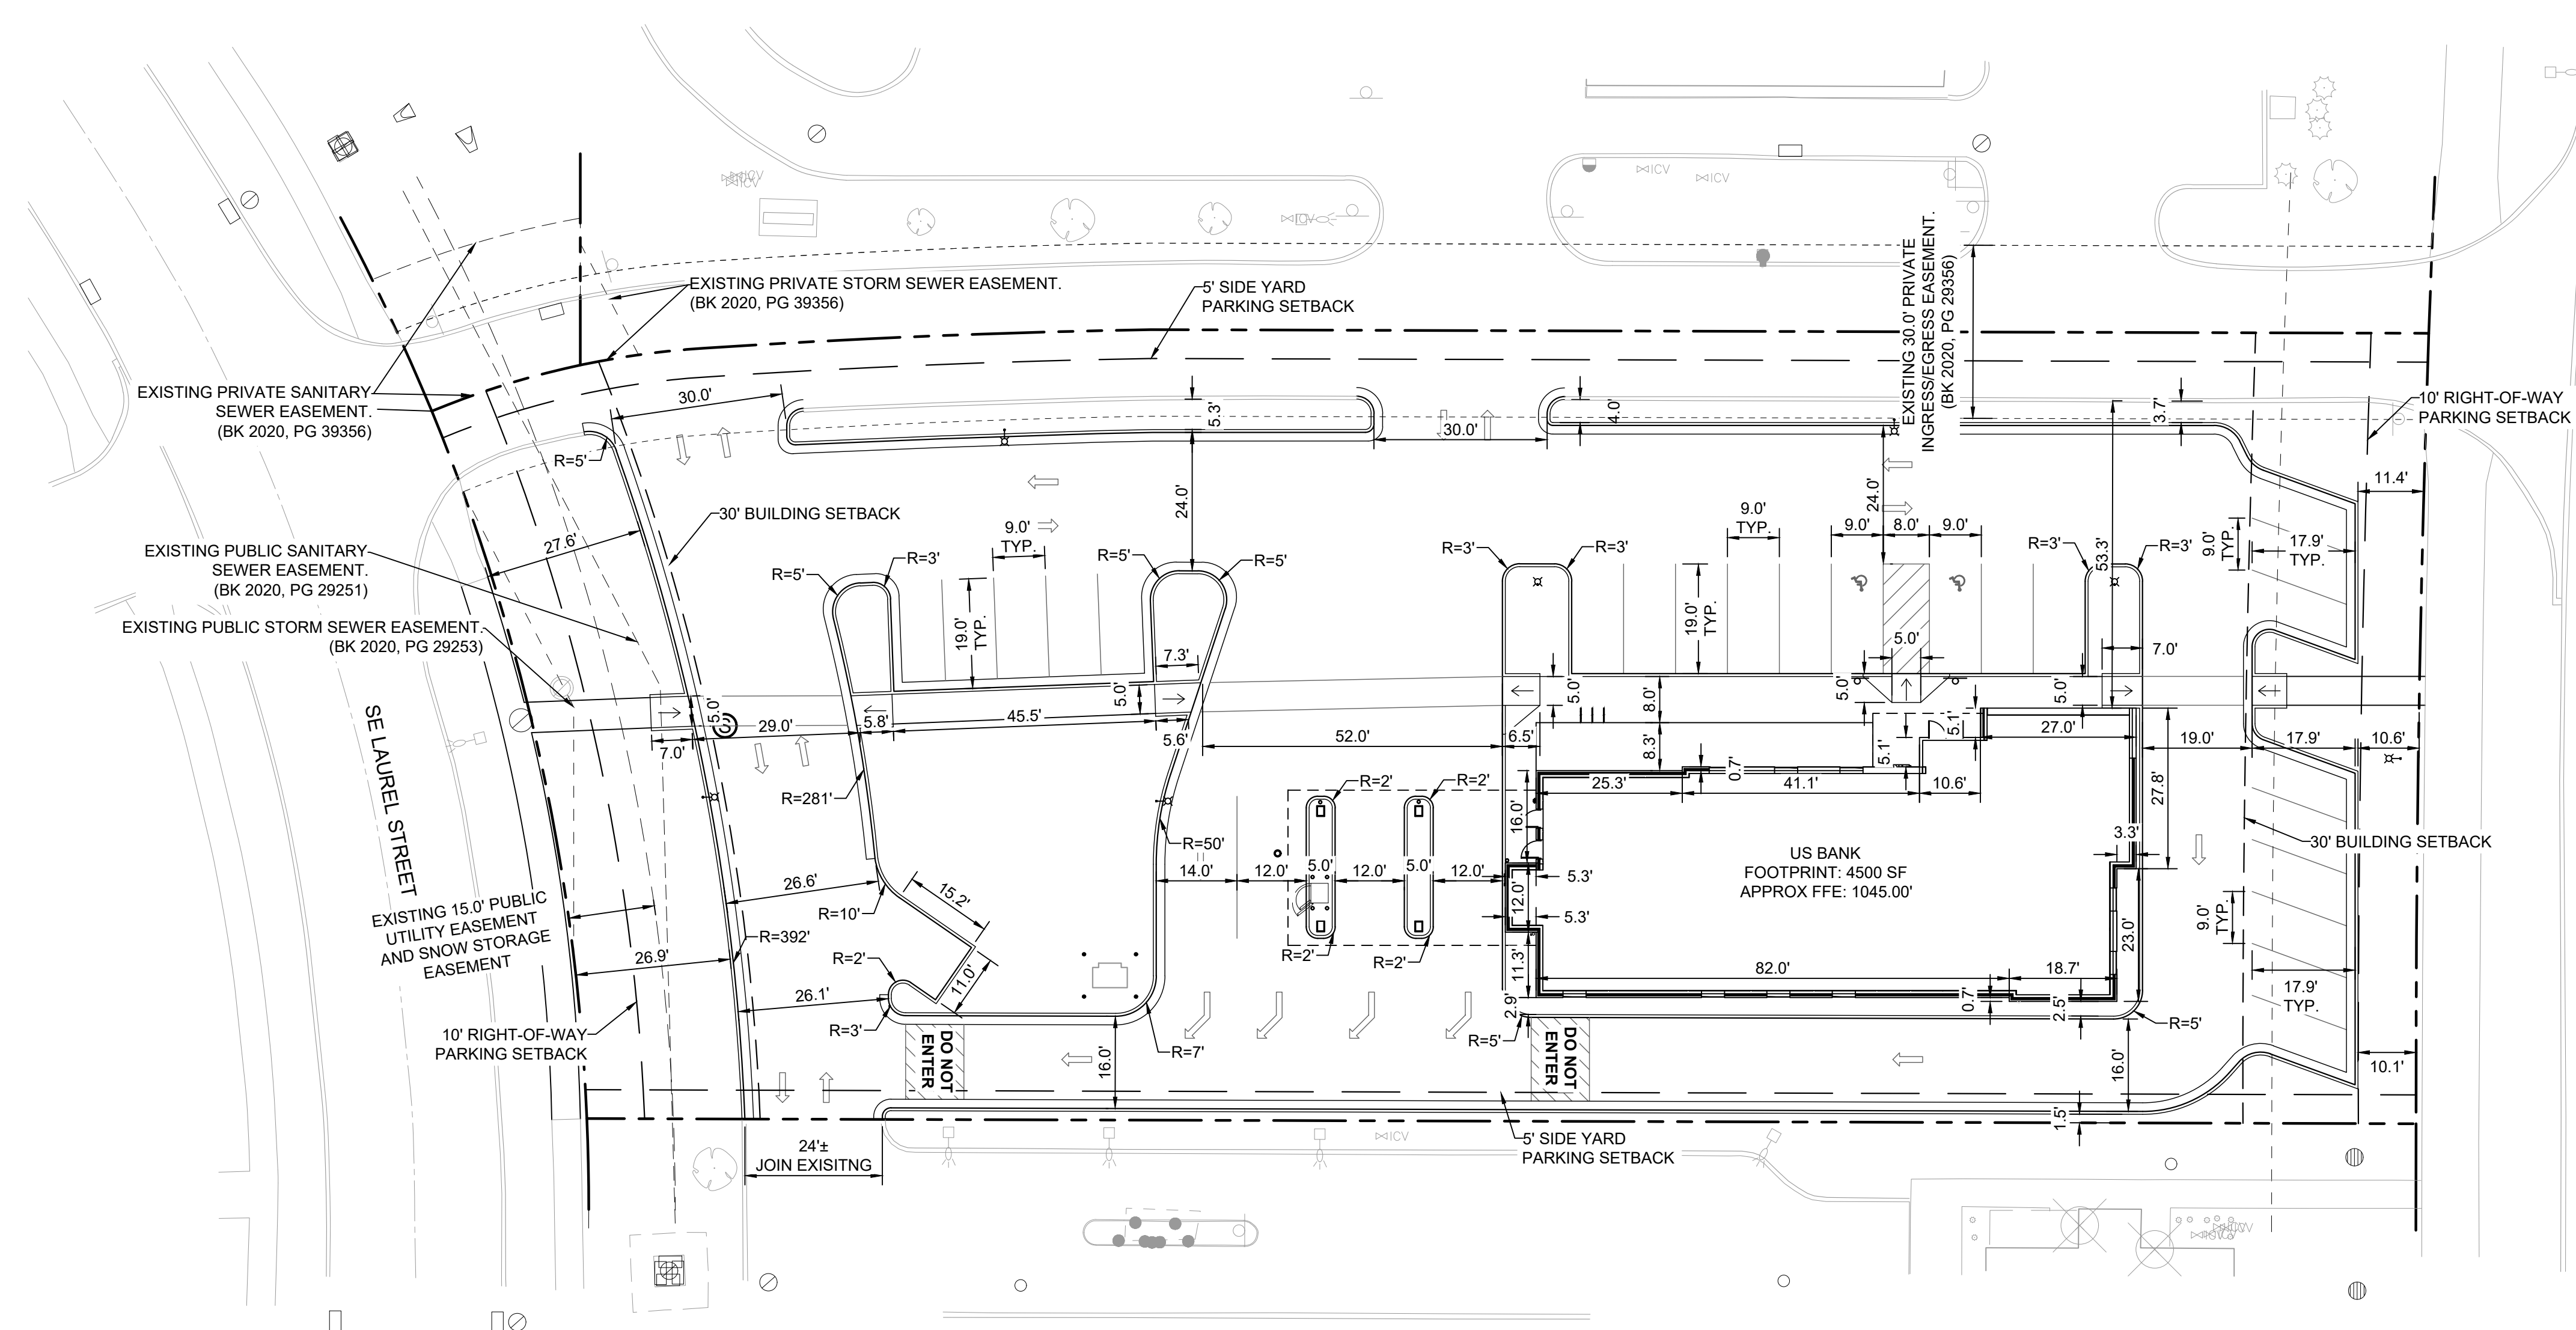 ICV
ICV
ICV
ICV
ICV
EXISTING PRIVATE STORM SEWER EASEMENT.
(BK 2020, PG 39356)
5' SIDE YARD
PARKING SETBACK
EXISTING 30.0' PRIVATE
INGRESS/EGRESS EASEMENT.
(BK 2020, PG 29356)
EXISTING PRIVATE SANITARY
SEWER EASEMENT.
(BK 2020, PG 39356)
30.0'
5.3'
30.0'
4.0'
3.7'
10' RIGHT-OF-WAY
PARKING SETBACK
R=5'
11.4'
24.0'
24.0'
30' BUILDING SETBACK
9.0'
TYP.
9.0'
TYP.
9.0'
8.0'
9.0'
27.6'
EXISTING PUBLIC SANITARY
SEWER EASEMENT.
(BK 2020, PG 29251)
R=5'
R=3'
R=5'
R=5'
R=3'
R=3'
R=3'
53.3'
R=3'
9.0'
TYP.
17.9'
TYP.
EXISTING PUBLIC STORM SEWER EASEMENT.
(BK 2020, PG 29253)
19.0'
TYP.
19.0'
TYP.
7.3'
5.0'
7.0'
5.0'
5.0'
5.0'
8.0'
5.0'
5.0'
7.0'
29.0'
5.8'
45.5'
5.6'
52.0'
6.5'
8.3'
5.1'
5.1'
27.0'
19.0'
17.9'
10.6'
SE LAUREL STREET
R=281'
R=2'
R=2'
0.7'
25.3'
41.1'
10.6'
27.8'
16.0'
R=50'
3.3'
30' BUILDING SETBACK
US BANK
FOOTPRINT: 4500 SF
APPROX FFE: 1045.00'
14.0'
12.0'
5.0'
12.0'
5.0'
12.0'
5.3'
12.0'
5.3'
26.6'
15.2'
R=10'
EXISTING 15.0' PUBLIC
UTILITY EASEMENT
AND SNOW STORAGE
EASEMENT
R=392'
26.9'
R=2'
11.0'
R=2'
R=2'
11.3'
82.0'
18.7'
23.0'
9.0'
TYP.
17.9'
TYP.
26.1'
R=3'
2.9'
0.7'
2.5'
R=5'
R=5'
10' RIGHT-OF-WAY
PARKING SETBACK
DO NOT
ENTER
R=7'
16.0'
DO NOT
ENTER
16.0'
10.1'
1.5'
24'±
JOIN EXISITNG
ICV
5' SIDE YARD
PARKING SETBACK